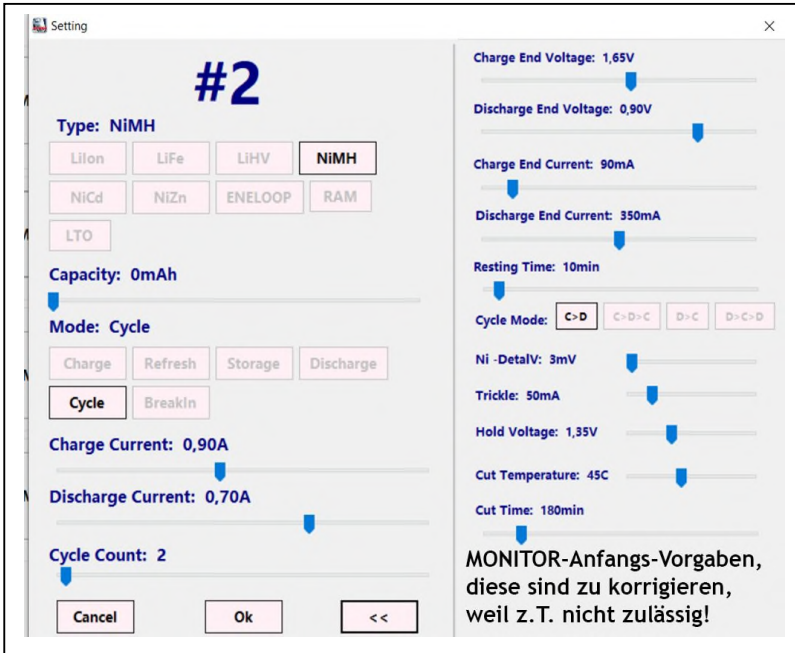 Setting
#2
Type: NiMH
LiIon LiFe LiHV NiMH
NiCd NiZn ENELOOP RAM
LTO
Capacity: 0mAh
Mode: Cycle
Charge Refresh Storage Discharge
Cycle BreakIn
Charge Current: 0,90A
Discharge Current: 0,70A
Cycle Count: 2
Cancel Ok <<
Charge End Voltage: 1,65V
Discharge End Voltage: 0,90V
Charge End Current: 90mA
Discharge End Current: 350mA
Resting Time: 10min
Cycle Mode: C>D C>D>C D>C D>C>D
Ni -DetalV: 3mV
Trickle: 50mA
Hold Voltage: 1,35V
Cut Temperature: 45C
Cut Time: 180min
MONITOR-Anfangs-Vorgaben,
diese sind zu korrigieren,
weil z.T. nicht zulässig!